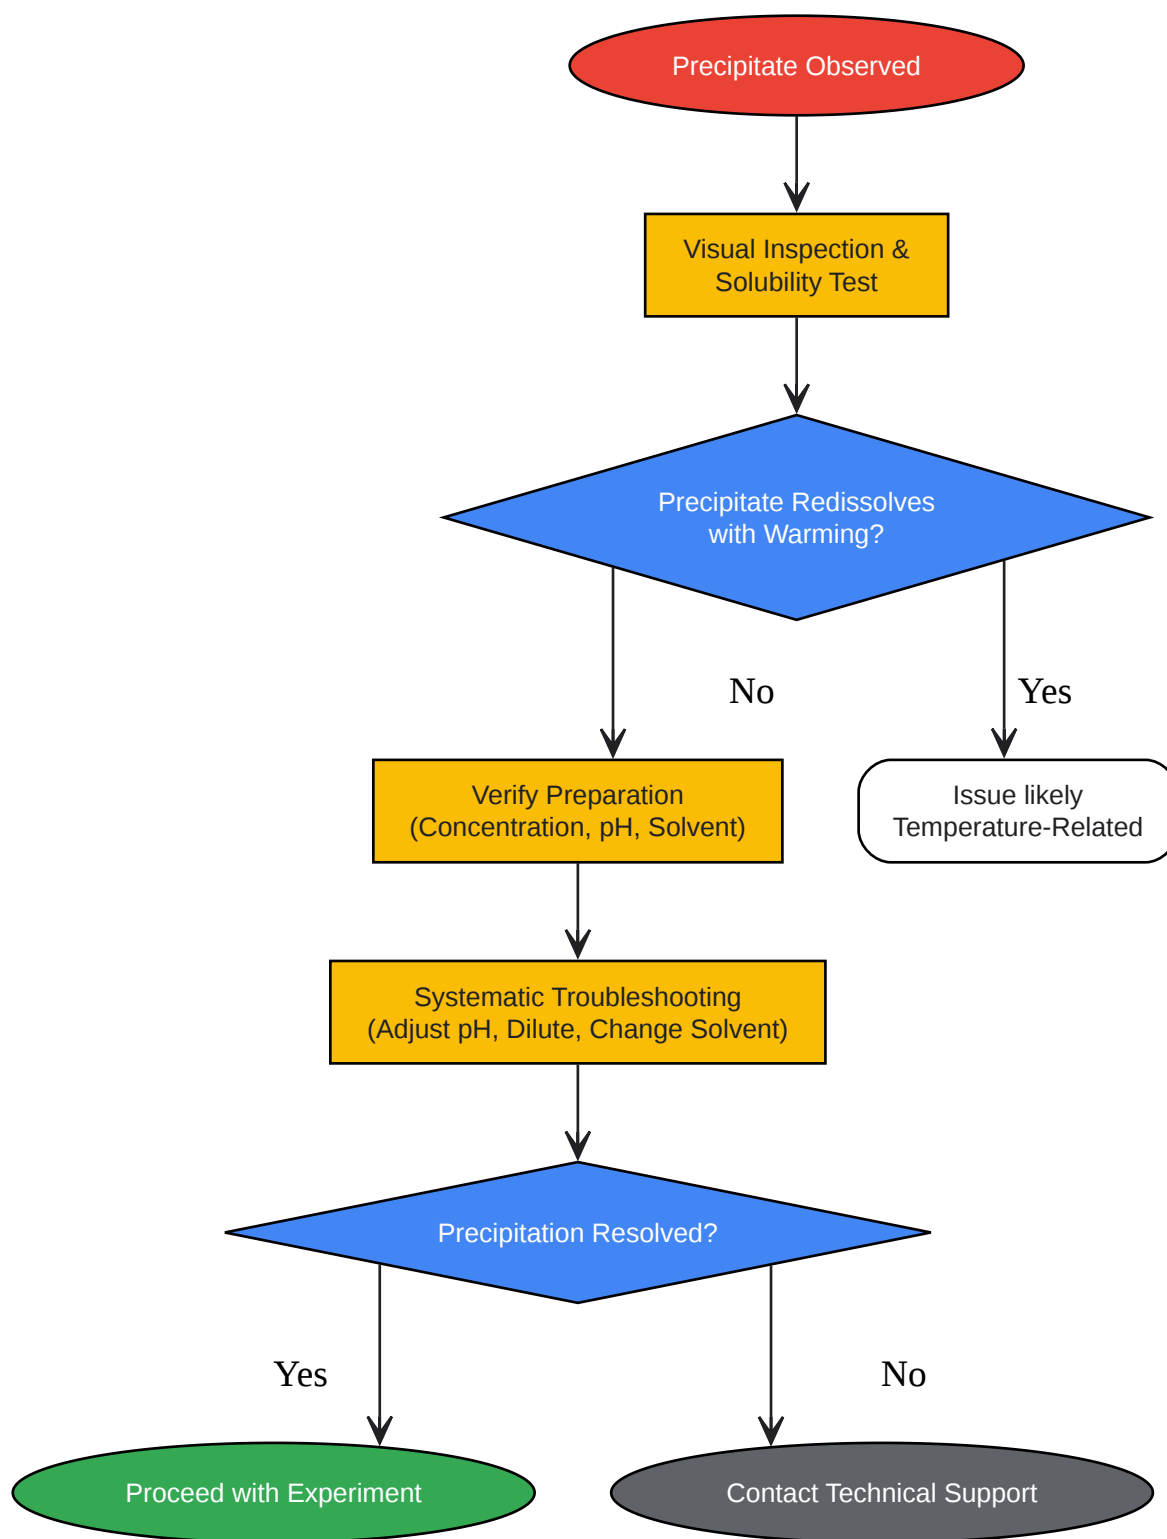 Precipitate Observed
Visual Inspection &
Solubility Test
Precipitate Redissolves
with Warming?
No
Yes
Verify Preparation
(Concentration, pH, Solvent)
Issue likely
Temperature-Related
Systematic Troubleshooting
(Adjust pH, Dilute, Change Solvent)
Precipitation Resolved?
Yes
No
Proceed with Experiment
Contact Technical Support